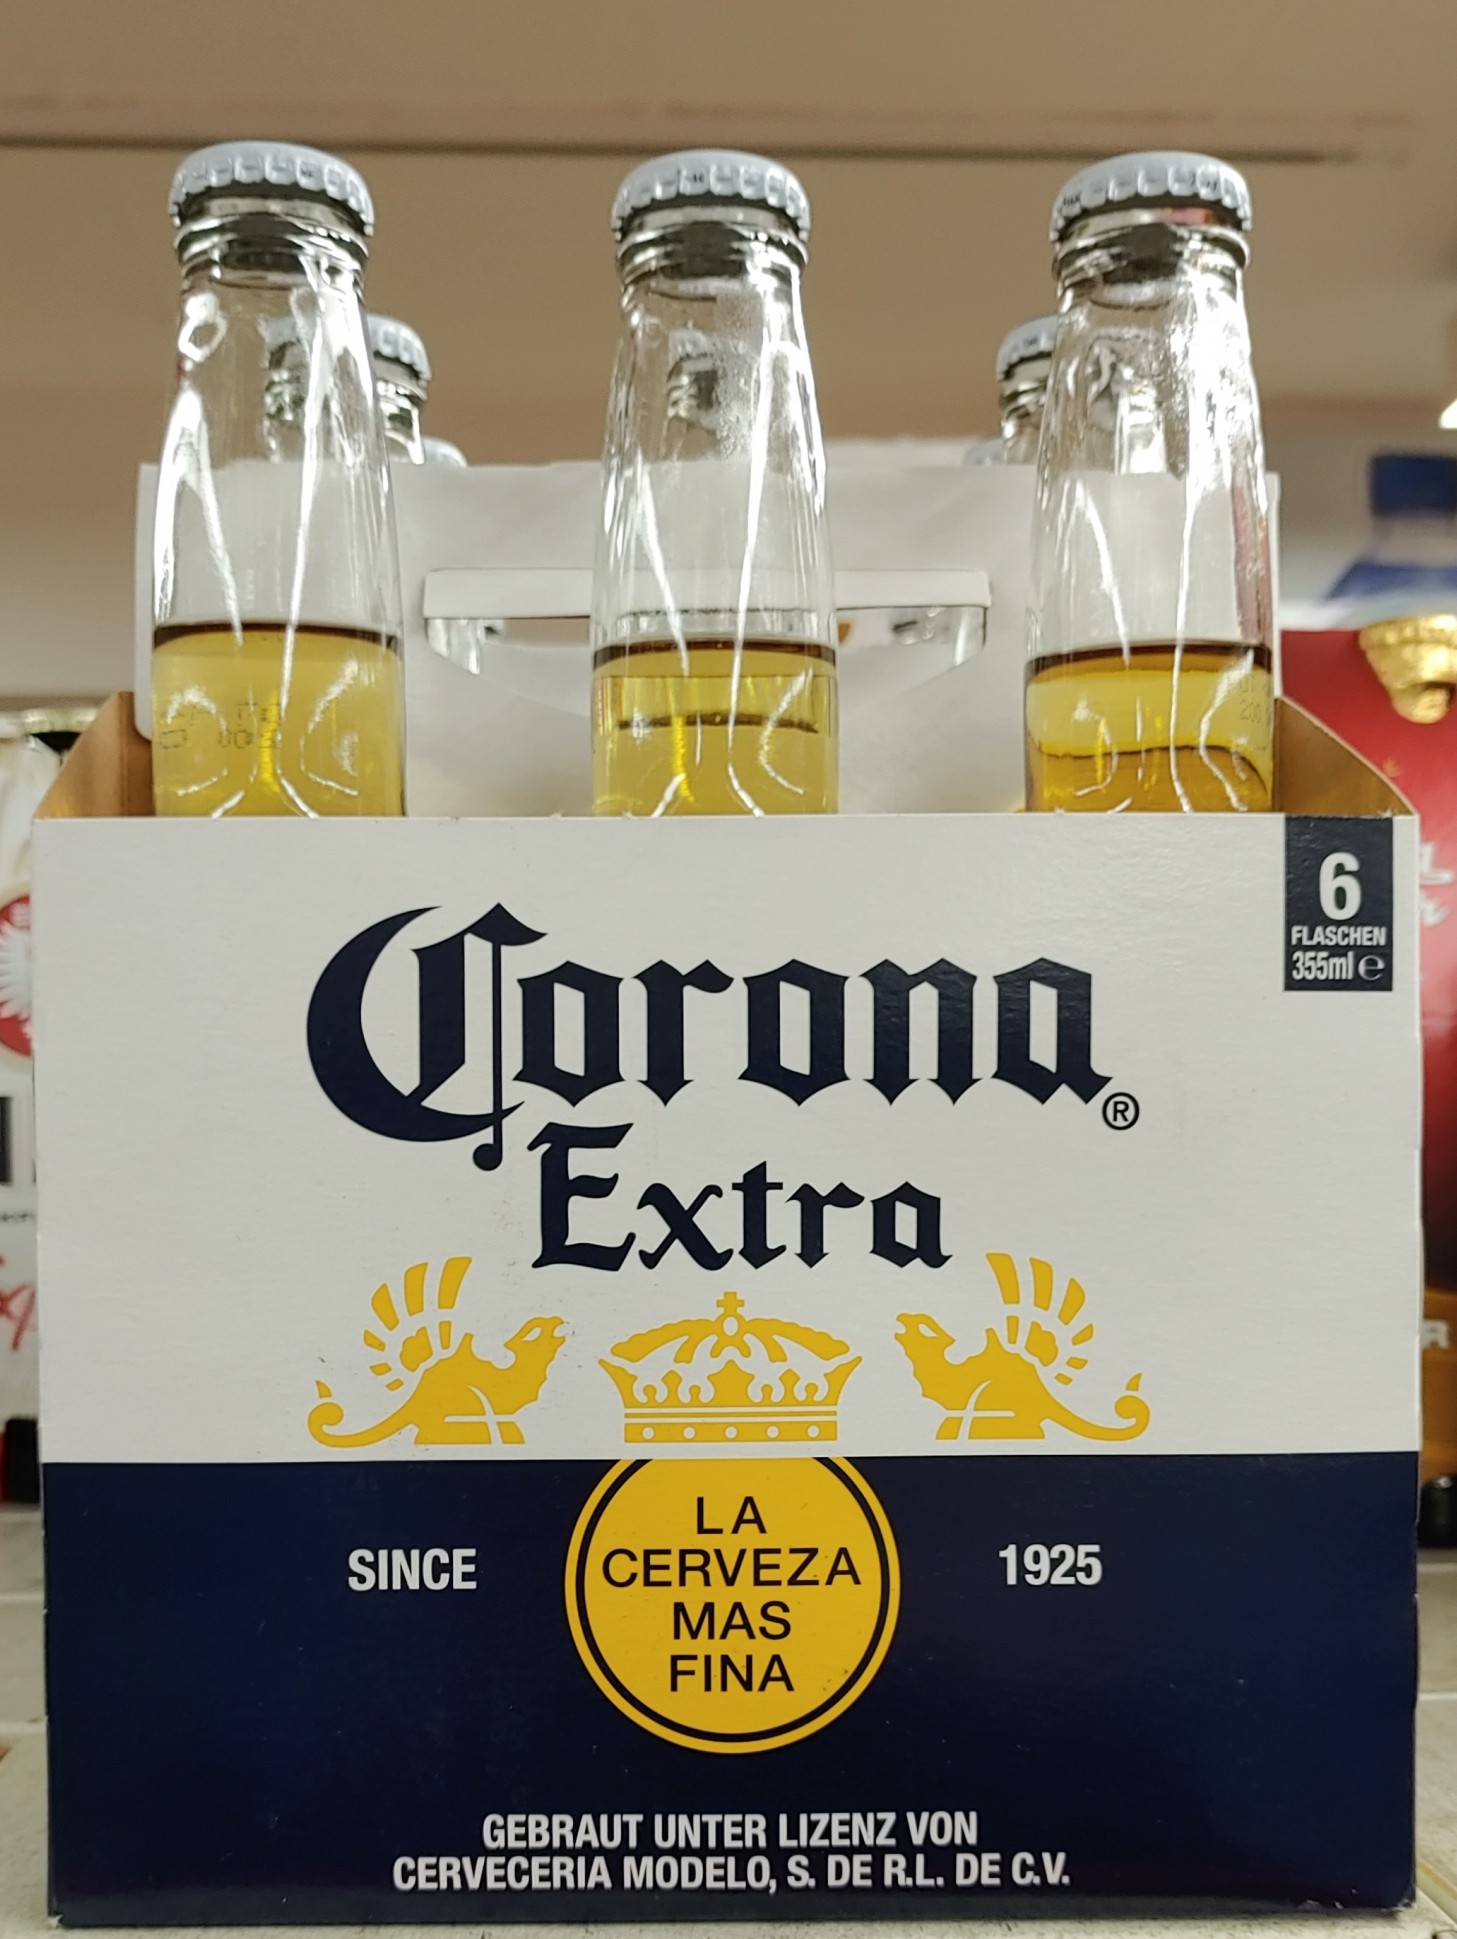 6
FLASCHEN
355ml e
Corona®
Extra
LA
CERVEZA
MAS
FINA
SINCE 1925
GEBRAUT UNTER LIZENZ VON
CERVECERIA MODELO, S. DE R.L. DE C.V.